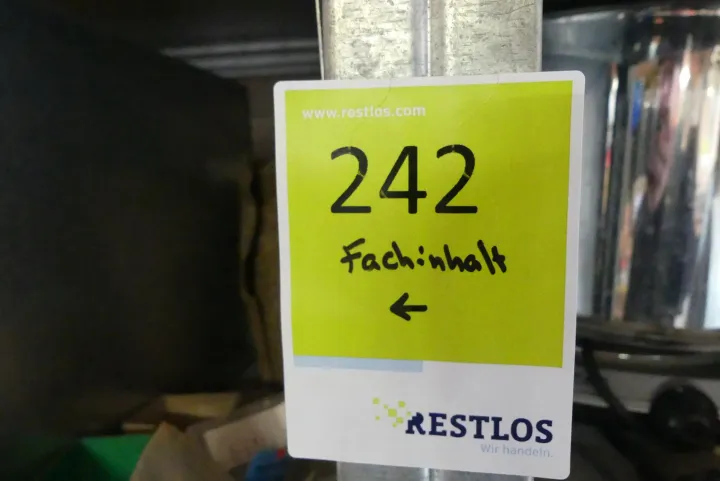 www.restlos.com
242
Fachinhalt
←
RESTLOS
Wir handeln.